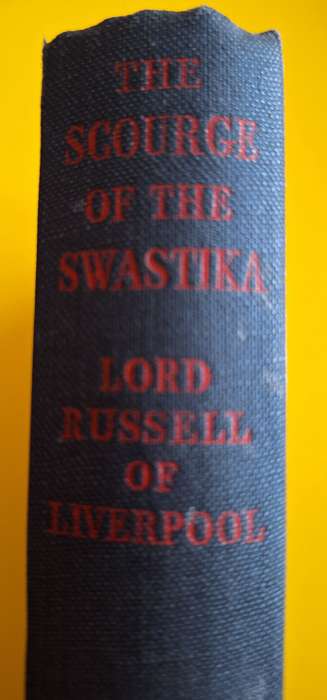 THE
SCOURGE
OF THE
SWASTIKA
LORD
RUSSELL
OF
LIVERPOOL